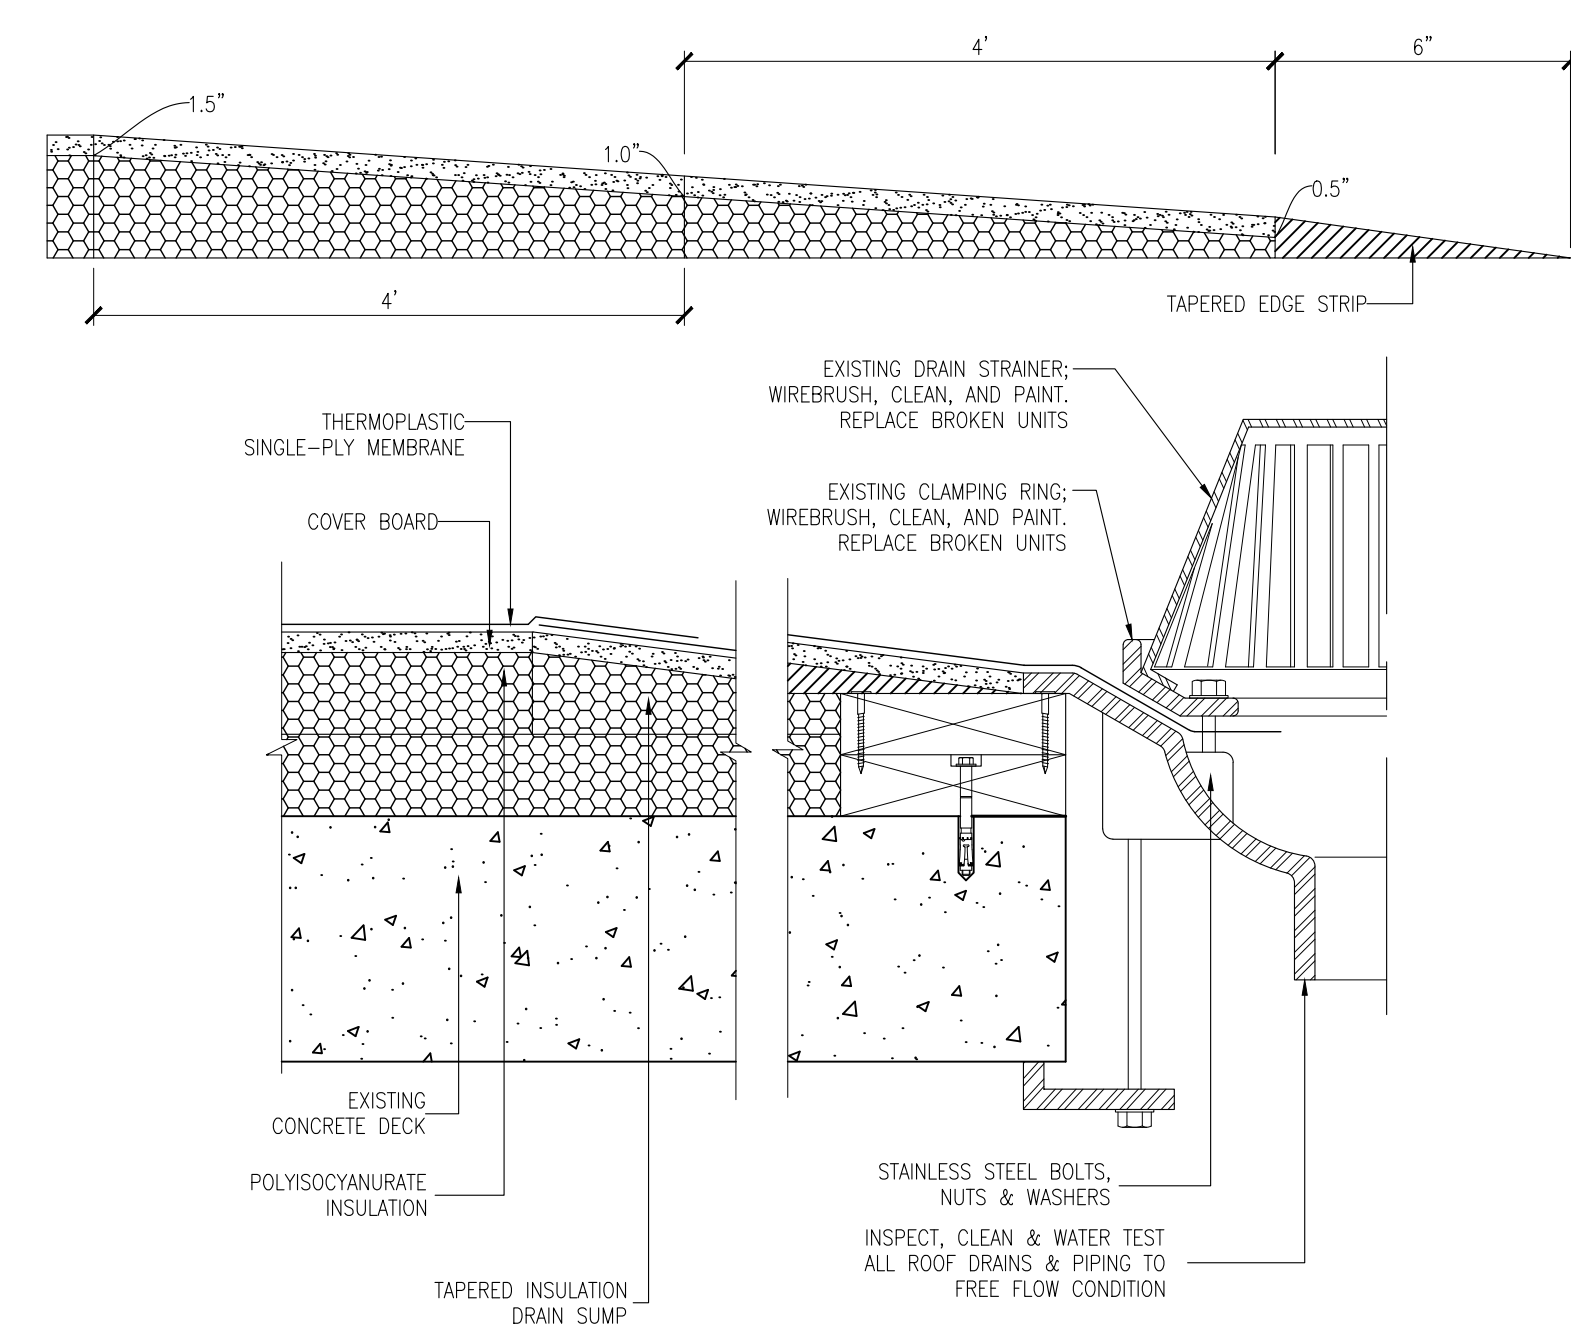 4’
6”
1.5”
1.0”
0.5”
4’
TAPERED EDGE STRIP
EXISTING DRAIN STRAINER;
WIREBRUSH, CLEAN, AND PAINT.
REPLACE BROKEN UNITS
THERMOPLASTIC
SINGLE-PLY MEMBRANE
EXISTING CLAMPING RING;
WIREBRUSH, CLEAN, AND PAINT.
REPLACE BROKEN UNITS
COVER BOARD
EXISTING
CONCRETE DECK
POLYISOCYANURATE
INSULATION
STAINLESS STEEL BOLTS,
NUTS & WASHERS
INSPECT, CLEAN & WATER TEST
ALL ROOF DRAINS & PIPING TO
FREE FLOW CONDITION
TAPERED INSULATION
DRAIN SUMP